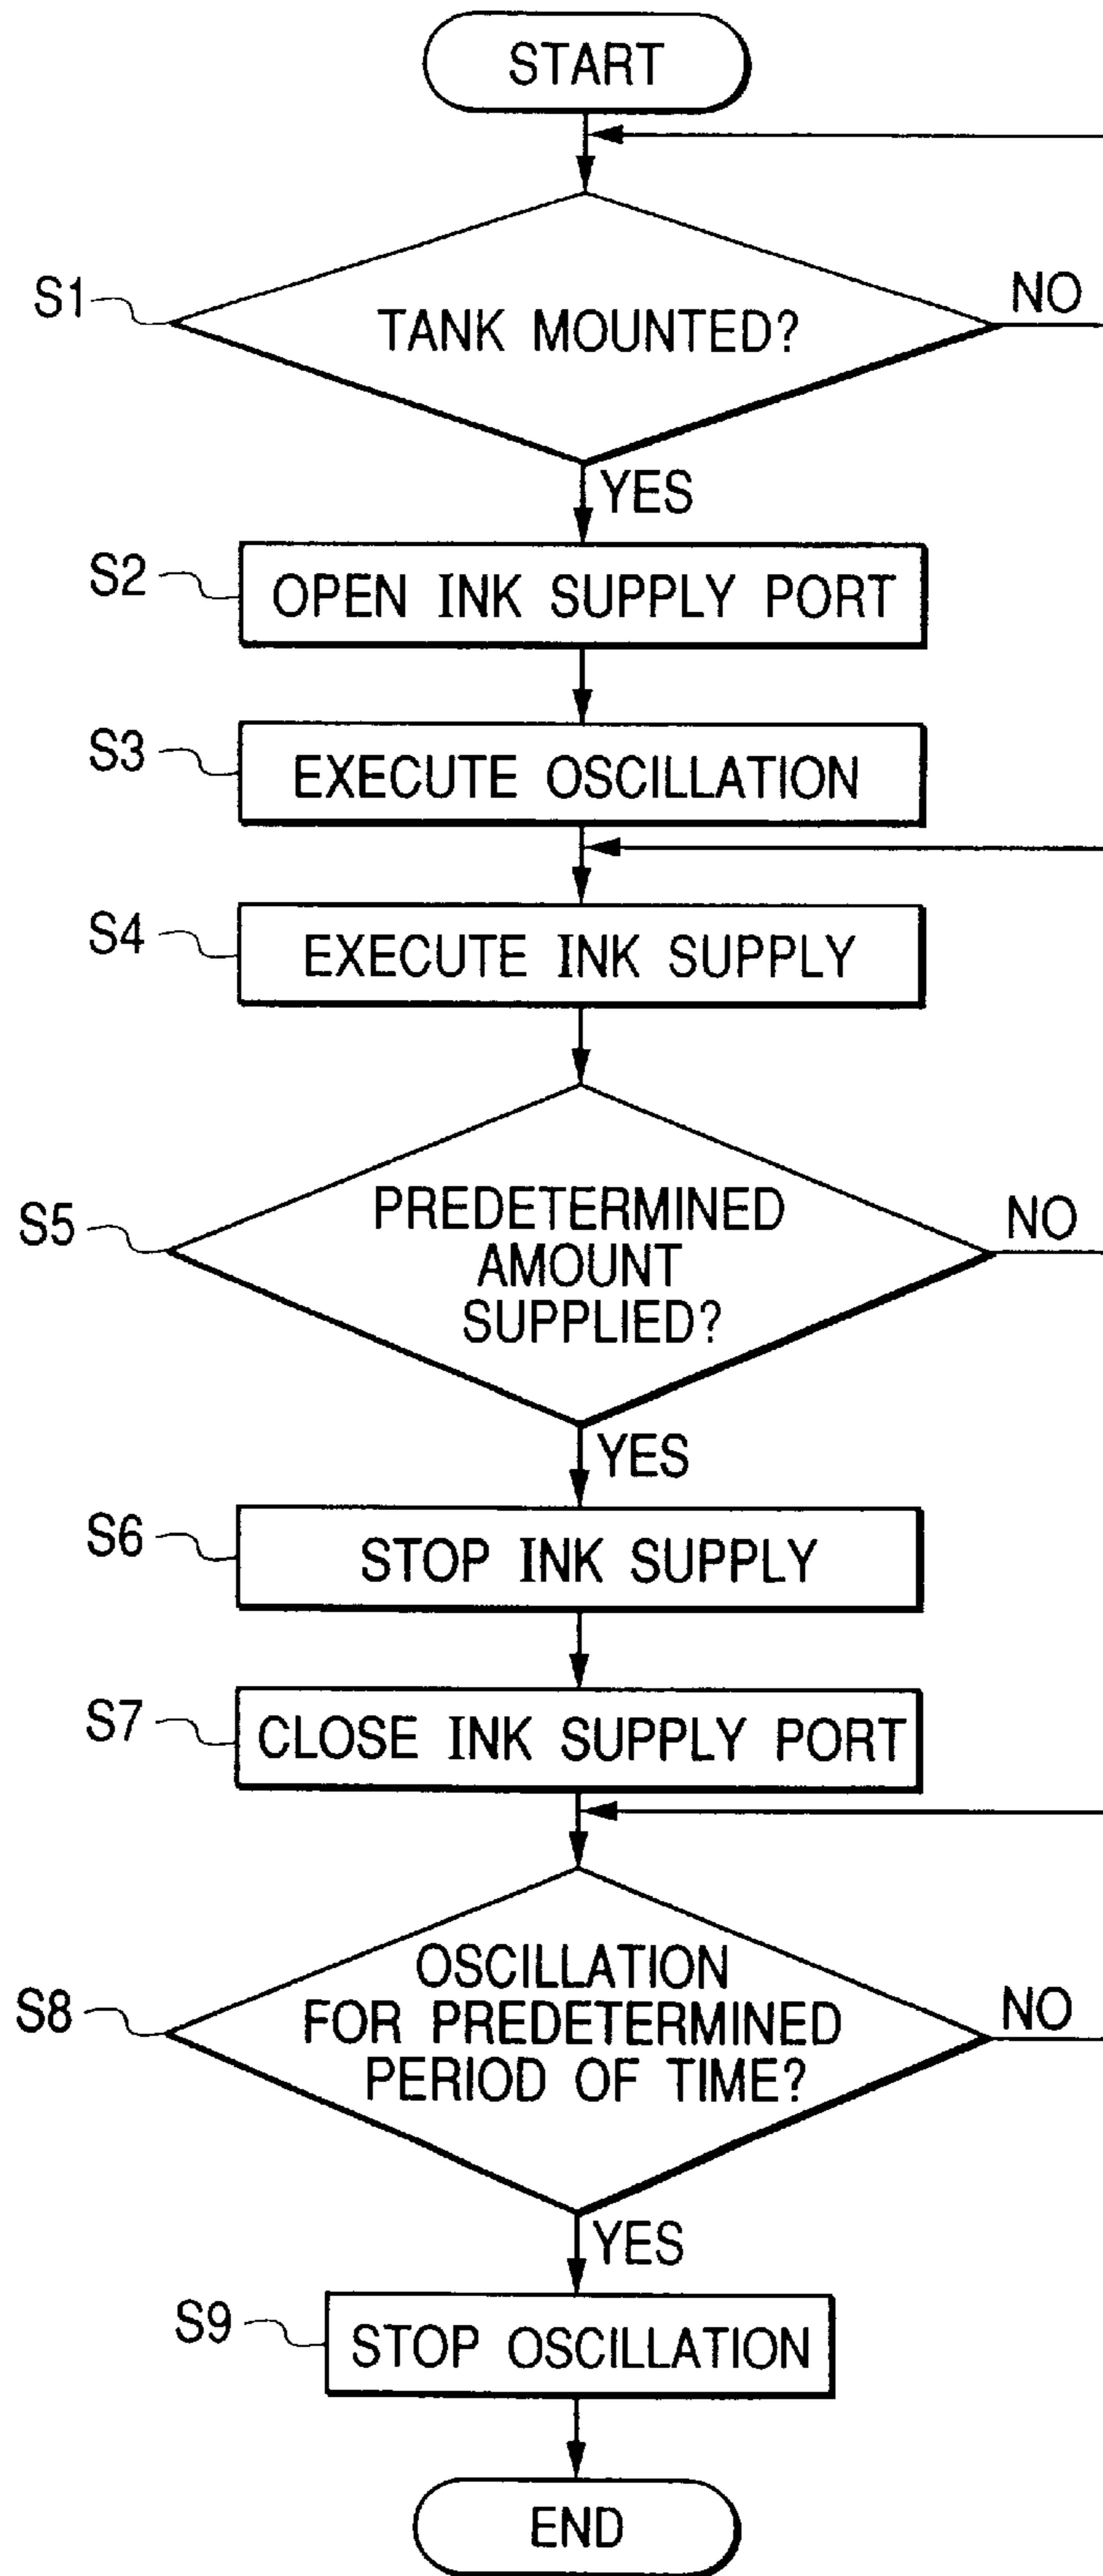 START
S1
TANK MOUNTED?
NO
YES
S2
OPEN INK SUPPLY PORT
S3
EXECUTE OSCILLATION
S4
EXECUTE INK SUPPLY
S5
PREDETERMINED
AMOUNT
SUPPLIED?
NO
YES
S6
STOP INK SUPPLY
S7
CLOSE INK SUPPLY PORT
S8
OSCILLATION
FOR PREDETERMINED
PERIOD OF TIME?
NO
YES
S9
STOP OSCILLATION
END